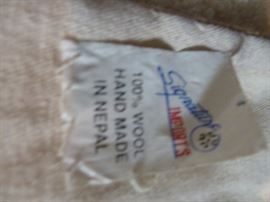 Signature
IMPORTS
100% WOOL
HAND MADE
IN NEPAL